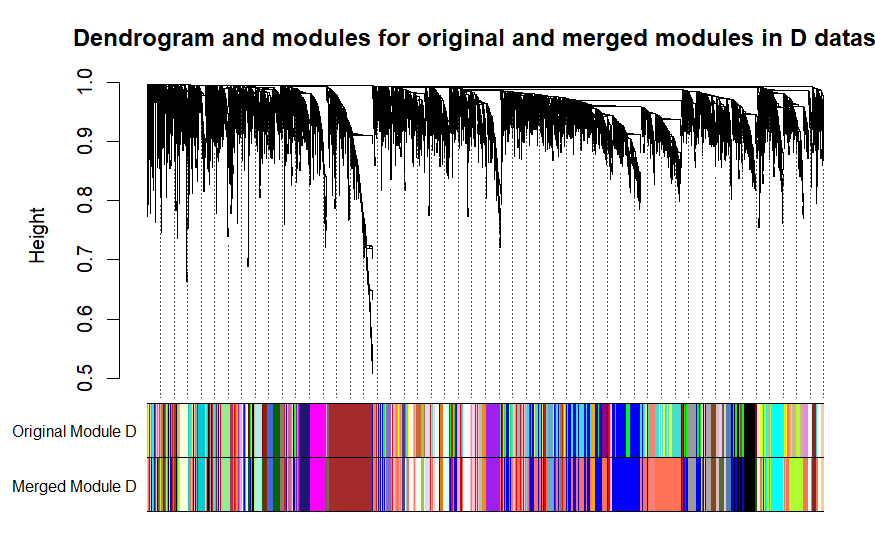 Dendrogram and modules for original and merged modules in D datas
Height
1.0
0.9
0.8
0.7
0.6
0.5
Original Module D
Merged Module D